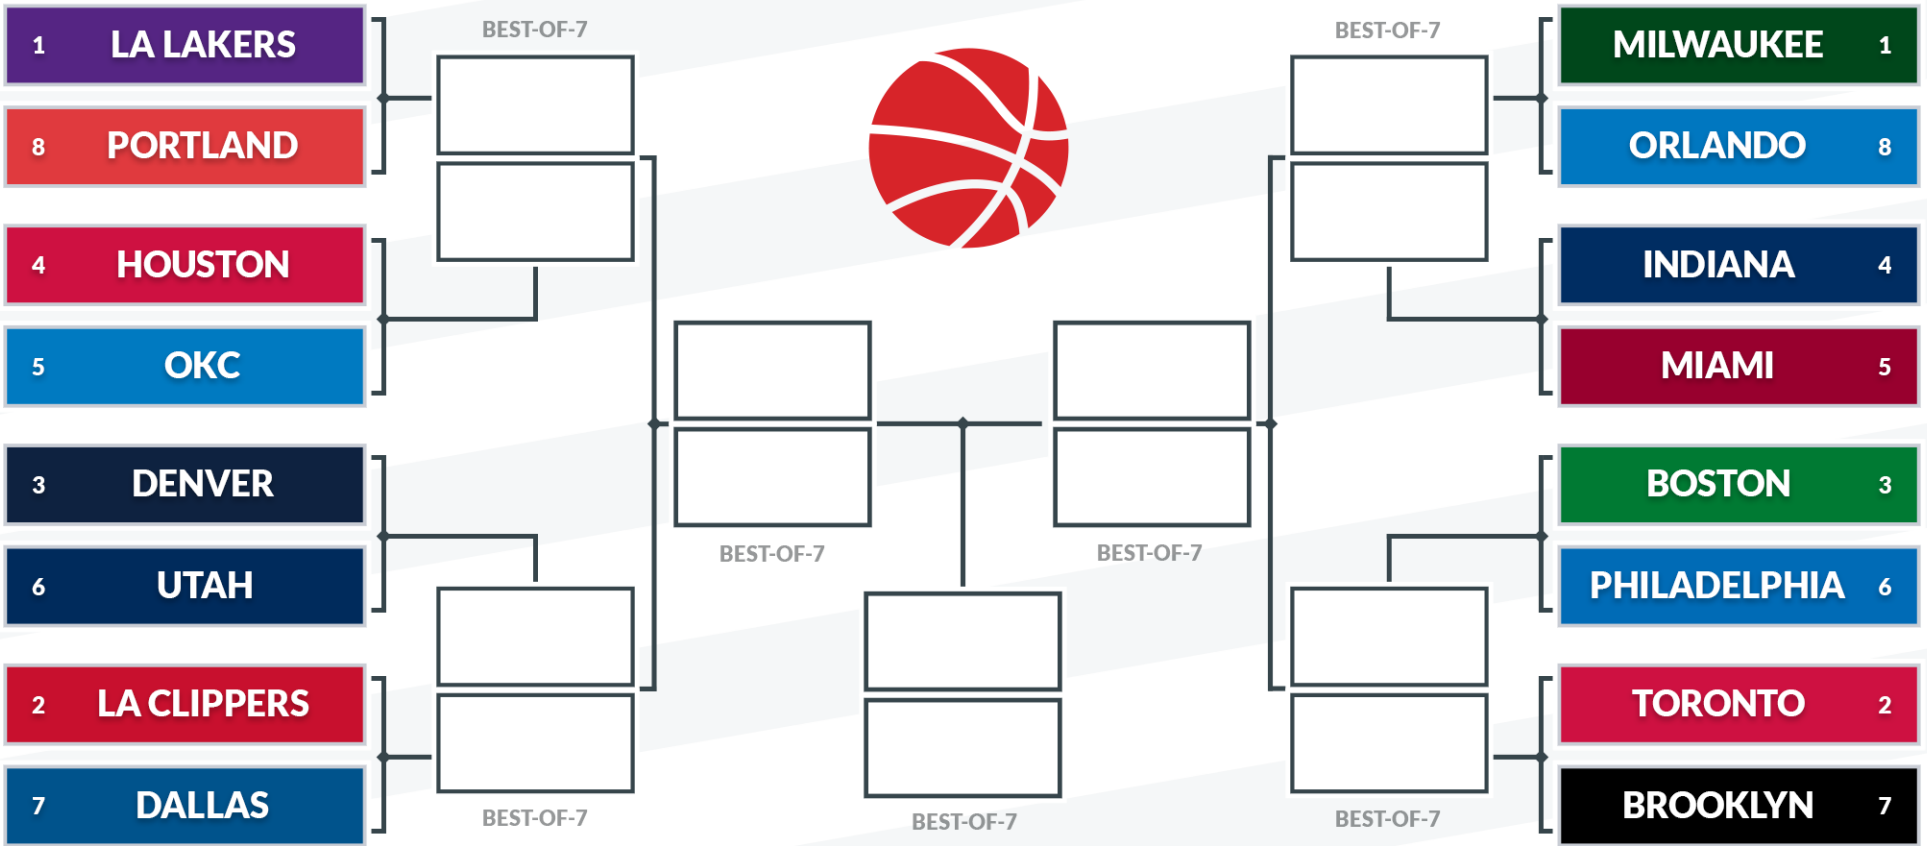 BEST-OF-7
BEST-OF-7
1 LA LAKERS
MILWAUKEE 1
8 PORTLAND
ORLANDO 8
4 HOUSTON
INDIANA 4
5 OKC
MIAMI 5
3 DENVER
BOSTON 3
BEST-OF-7
BEST-OF-7
6 UTAH
PHILADELPHIA 6
2 LA CLIPPERS
TORONTO 2
7 DALLAS
BROOKLYN 7
BEST-OF-7
BEST-OF-7
BEST-OF-7